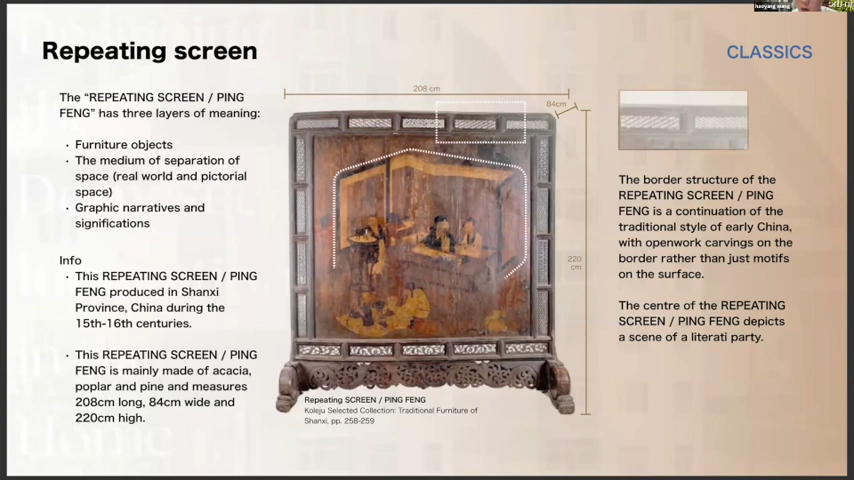 Repeating screen
CLASSICS
The “REPEATING SCREEN / PING
FENG” has three layers of meaning:
· Furniture objects
· The medium of separation of
space (real world and pictorial
space)
· Graphic narratives and
significations
Info
· This REPEATING SCREEN / PING
FENG produced in Shanxi
Province, China during the
15th-16th centuries.
· This REPEATING SCREEN / PING
FENG is mainly made of acacia,
poplar and pine and measures
208cm long, 84cm wide and
220cm high.
208 cm
84cm
220
cm
Repeating SCREEN / PING FENG
Koleju Selected Collection: Traditional Furniture of
Shanxi, pp. 258-259
The border structure of the
REPEATING SCREEN / PING
FENG is a continuation of the
traditional style of early China,
with openwork carvings on the
border rather than just motifs
on the surface.
The centre of the REPEATING
SCREEN / PING FENG depicts
a scene of a literati party.
haoyang wang